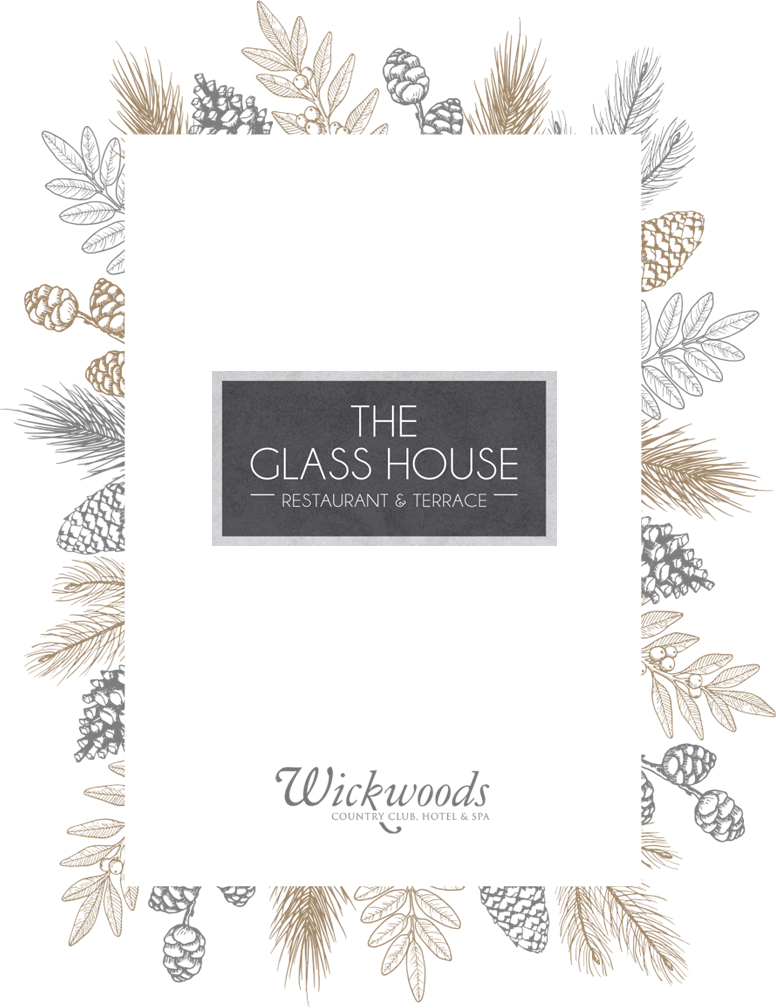 THE
GLASS HOUSE
RESTAURANT & TERRACE
Wickwoods
COUNTRY CLUB, HOTEL & SPA